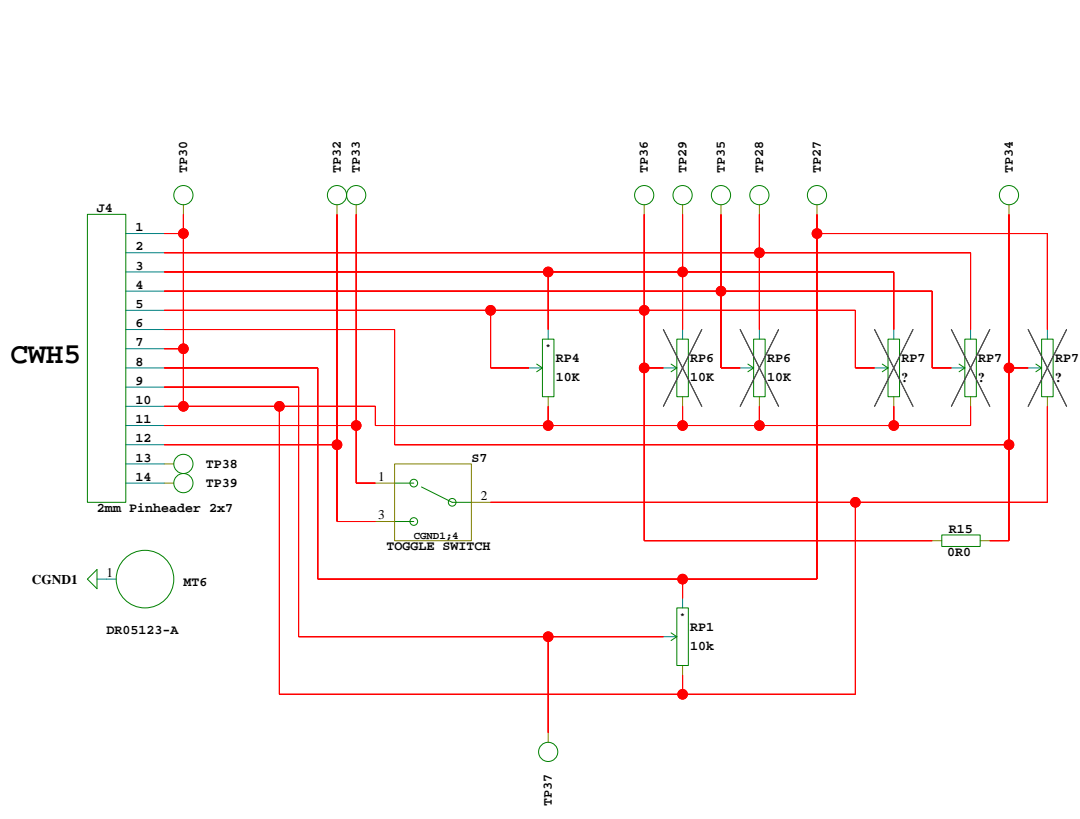 TP30
TP32
TP33
TP36
TP29
TP35
TP28
TP27
TP34
J4
1
2
3
4
5
6
7
8
9
10
11
12
13
14
CWH5
TP38
TP39
2mm Pinheader 2x7
RP4
10K
RP6
10K
RP6
10K
RP7
?
RP7
?
RP7
?
S7
1
2
3
CGND1;4
TOGGLE SWITCH
R15
0R0
CGND1
1
MT6
DR05123-A
RP1
10k
TP37